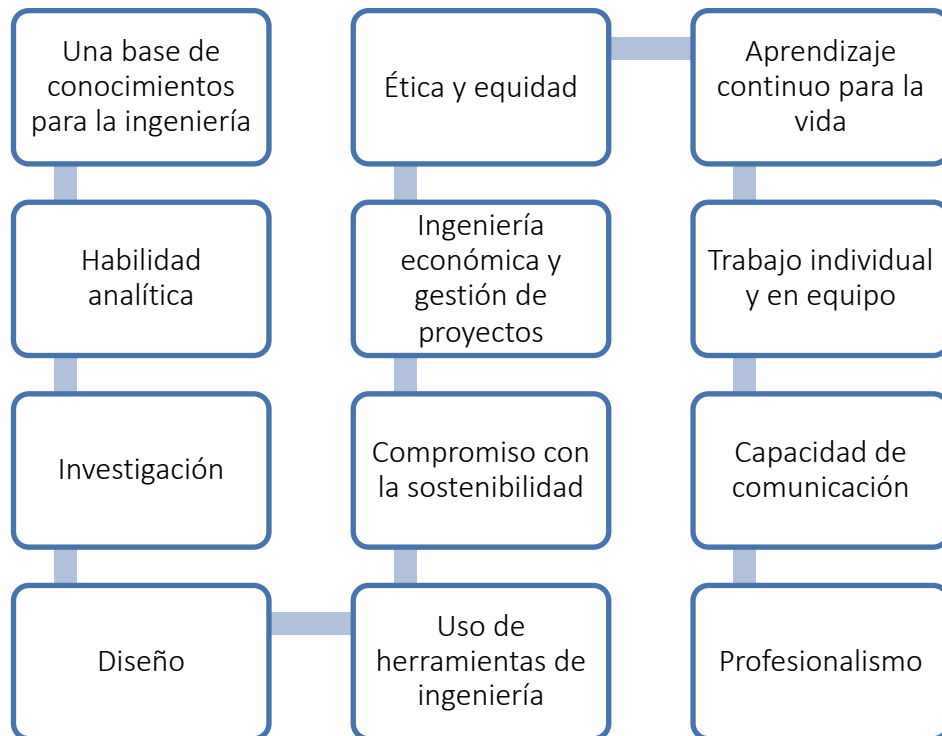 Una base de
conocimientos
para la ingeniería
Habilidad
analítica
Investigación
Diseño
Uso de
herramientas de
ingeniería
Compromiso con
la sostenibilidad
Ingeniería
económica y
gestión de
proyectos
Ética y equidad
Aprendizaje
continuo para la
vida
Trabajo individual
y en equipo
Capacidad de
comunicación
Profesionalismo